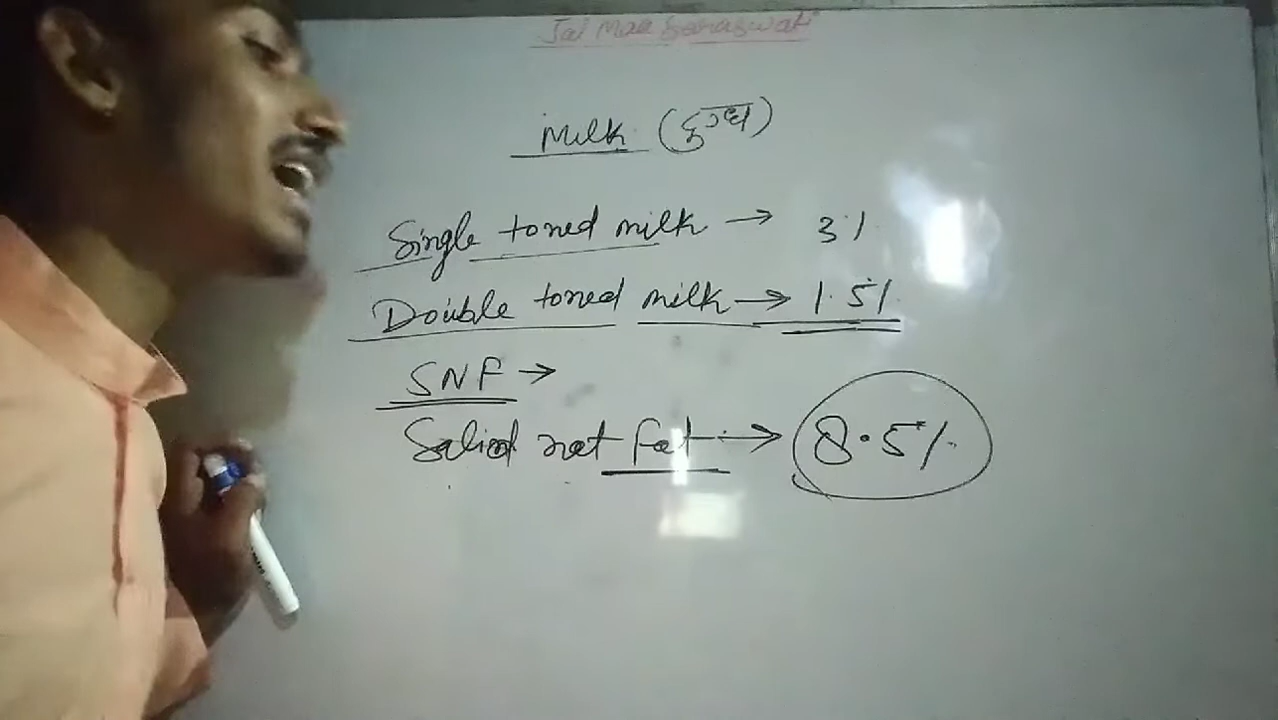 Jai Maa Saraswati
Milk (दुग्ध)
Single toned milk → 3%
Double toned milk → 1.5%
SNF →
Solid not fat → 8.5%